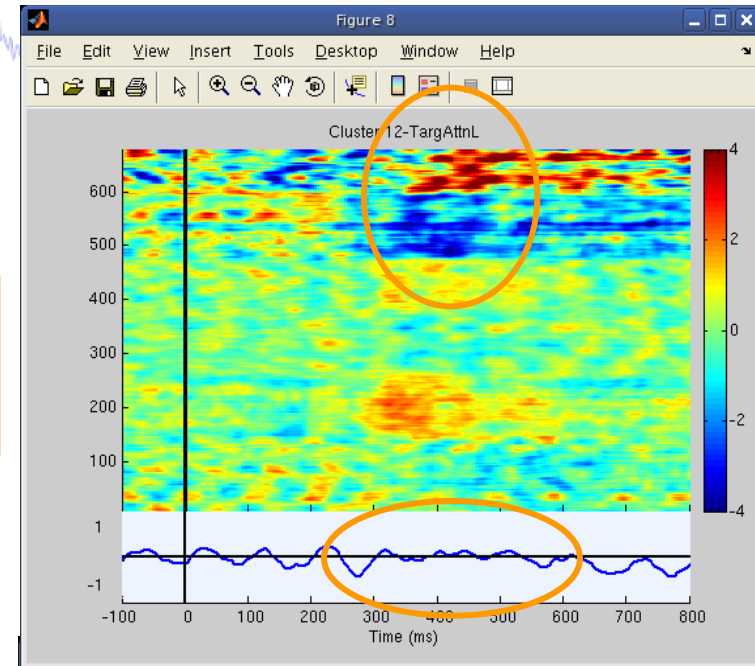 Figure 8
File Edit View Insert Tools Desktop Window Help
Cluster 12-TargAttnL
600
500
400
300
200
100
4
2
0
-2
-4
1
-1
-100 0 100 200 300 400 500 600 700 800
Time (ms)